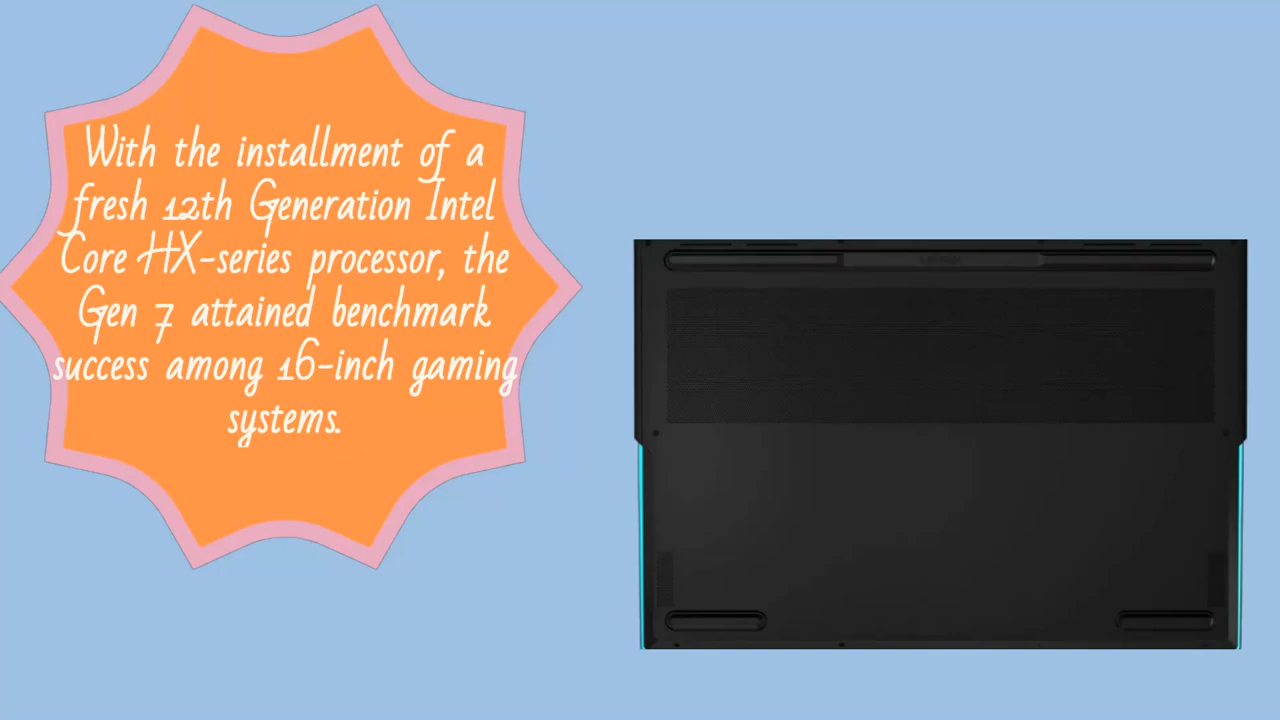 With the installment of a
fresh 12th Generation Intel
Core HX-series processor, the
Gen 7 attained benchmark
success among 16-inch gaming
systems.